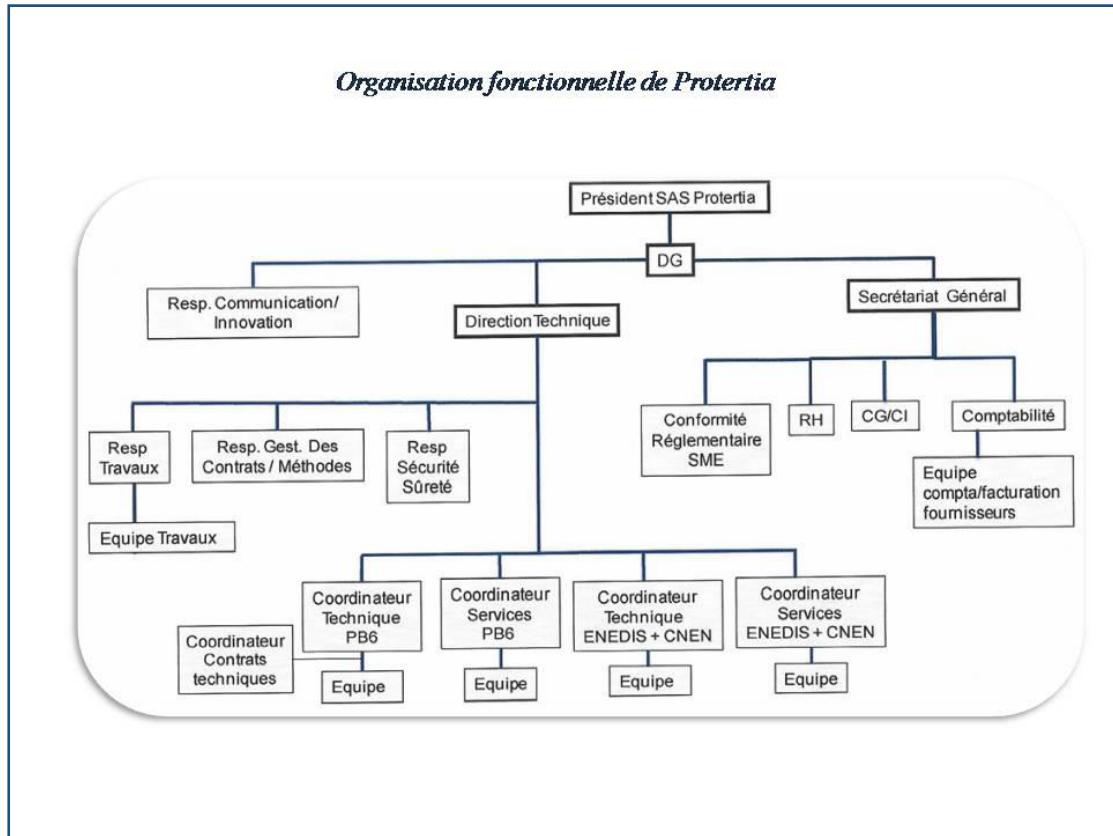 Organisation fonctionnelle de Protertia
Président SAS Protertia
DG
Resp. Communication/
Innovation
Direction Technique
Secrétariat Général
Resp
Travaux
Resp. Gest. Des
Contrats / Méthodes
Resp
Sécurité
Sûreté
Conformité
Réglementaire
SME
RH
CG/CI
Comptabilité
Equipe
compta/facturation
fournisseurs
Equipe Travaux
Coordinateur
Technique
PB6
Coordinateur
Services
PB6
Coordinateur
Technique
ENEDIS + CNEN
Coordinateur
Services
ENEDIS + CNEN
Coordinateur
Contrats
techniques
Equipe
Equipe
Equipe
Equipe